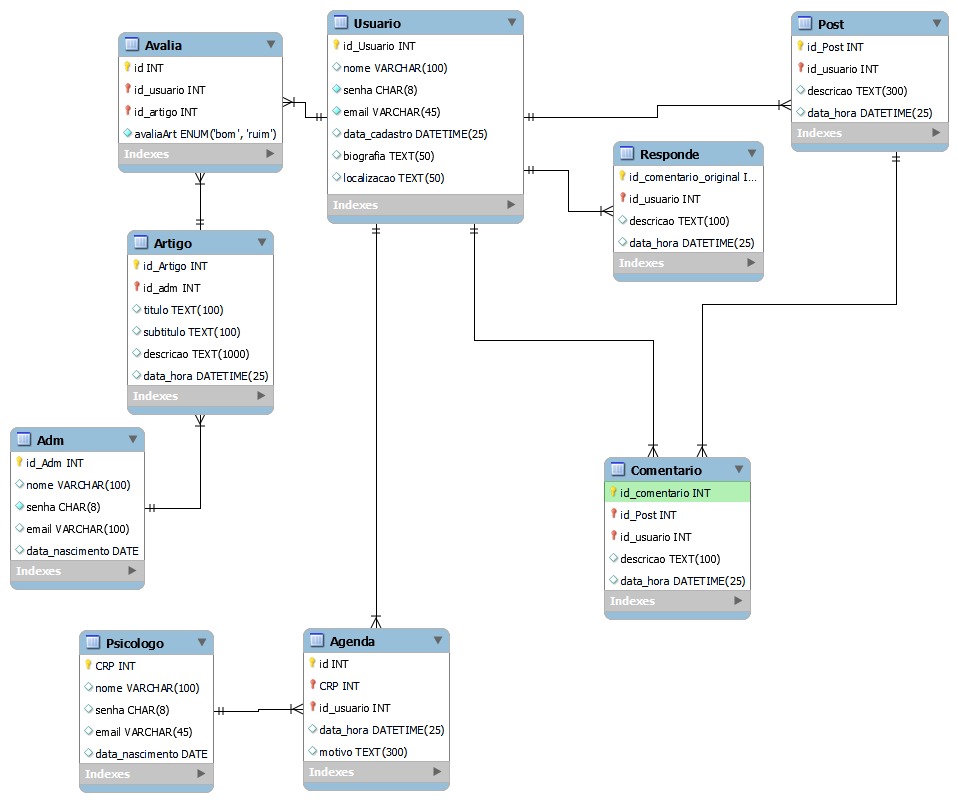 Avalia
id INT
id_usuario INT
id_artigo INT
avaliaArt ENUM('bom', 'ruim')
Indexes
Usuario
id_Usuario INT
nome VARCHAR(100)
senha CHAR(8)
email VARCHAR(45)
data_cadastro DATETIME(25)
biografia TEXT(50)
localizacao TEXT(50)
Indexes
Post
id_Post INT
id_usuario INT
descricao TEXT(300)
data_hora DATETIME(25)
Indexes
Responde
id_comentario_original I...
id_usuario INT
descricao TEXT(100)
data_hora DATETIME(25)
Indexes
Artigo
id_Artigo INT
id_adm INT
titulo TEXT(100)
subtitulo TEXT(100)
descricao TEXT(1000)
data_hora DATETIME(25)
Indexes
Adm
id_Adm INT
nome VARCHAR(100)
senha CHAR(8)
email VARCHAR(100)
data_nascimento DATE
Indexes
Comentario
id_comentario INT
id_Post INT
id_usuario INT
descricao TEXT(100)
data_hora DATETIME(25)
Indexes
Psicologo
CRP INT
nome VARCHAR(100)
senha CHAR(8)
email VARCHAR(45)
data_nascimento DATE
Indexes
Agenda
id INT
CRP INT
id_usuario INT
data_hora DATETIME(25)
motivo TEXT(300)
Indexes